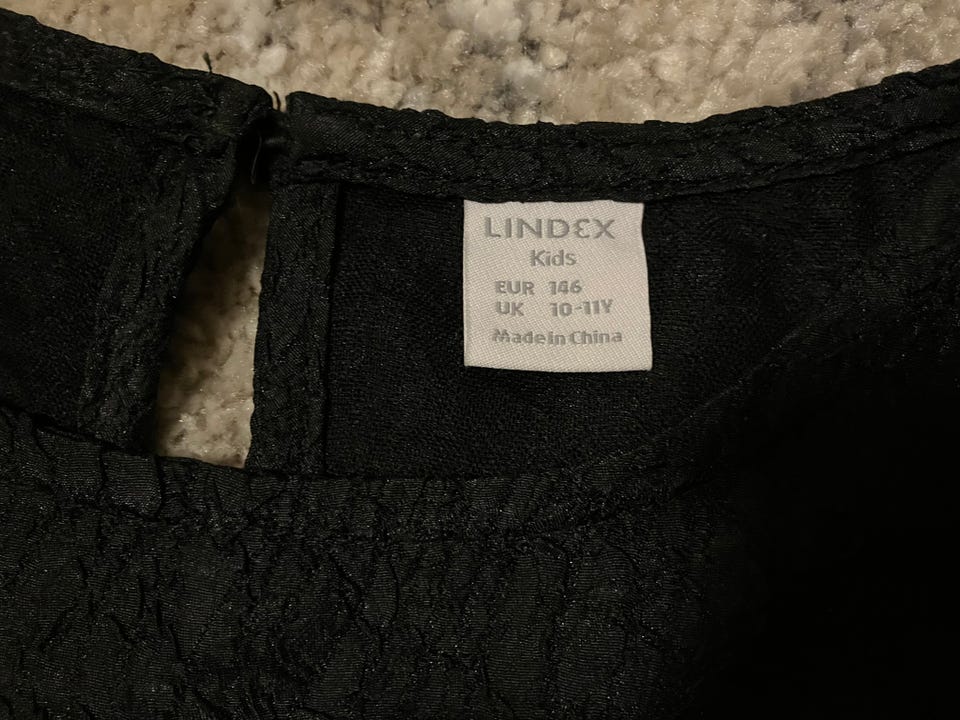 LINDEX
Kids
EUR 146
UK 10-11Y
Made in China